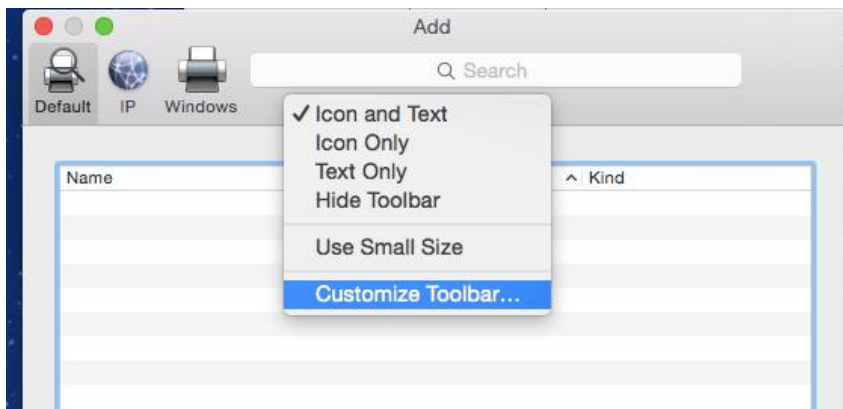 Add
Search
Default IP Windows
✓ Icon and Text
Icon Only
Text Only
Hide Toolbar
Name Kind
Use Small Size
Customize Toolbar...